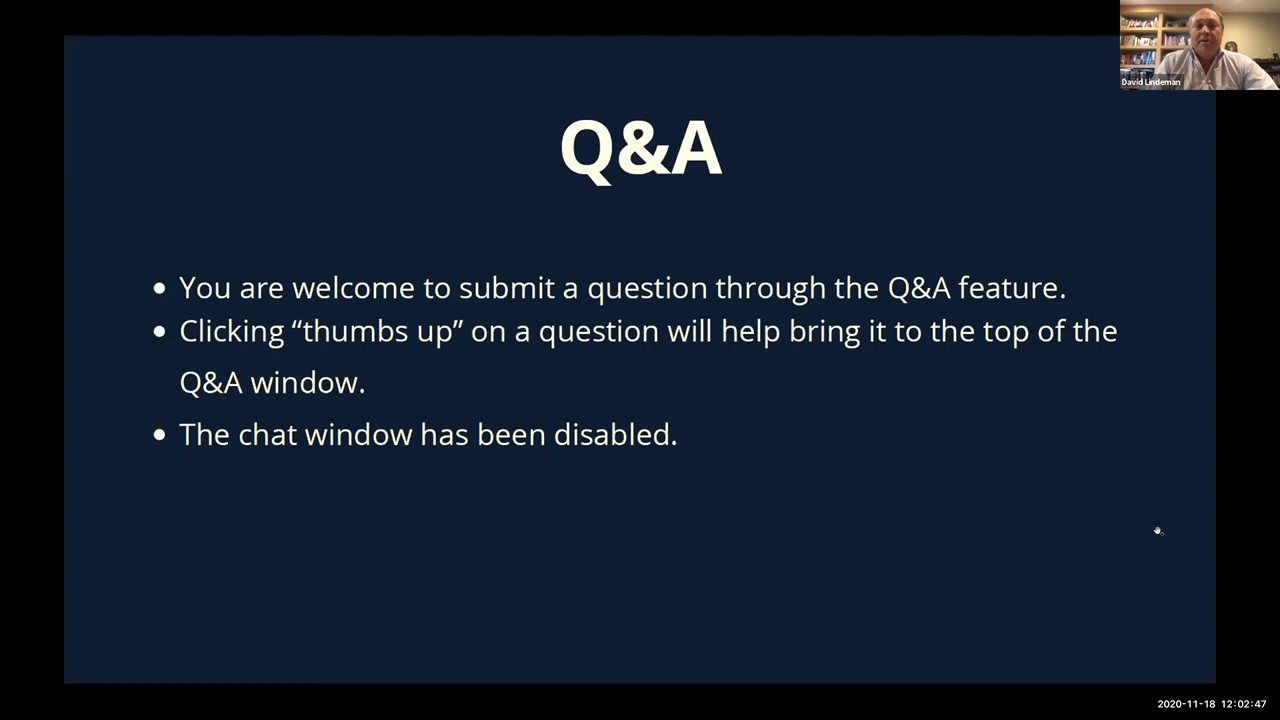 David Lindeman
Q&A
• You are welcome to submit a question through the Q&A feature.
• Clicking “thumbs up” on a question will help bring it to the top of the
Q&A window.
• The chat window has been disabled.
2020-11-18 12:02:47